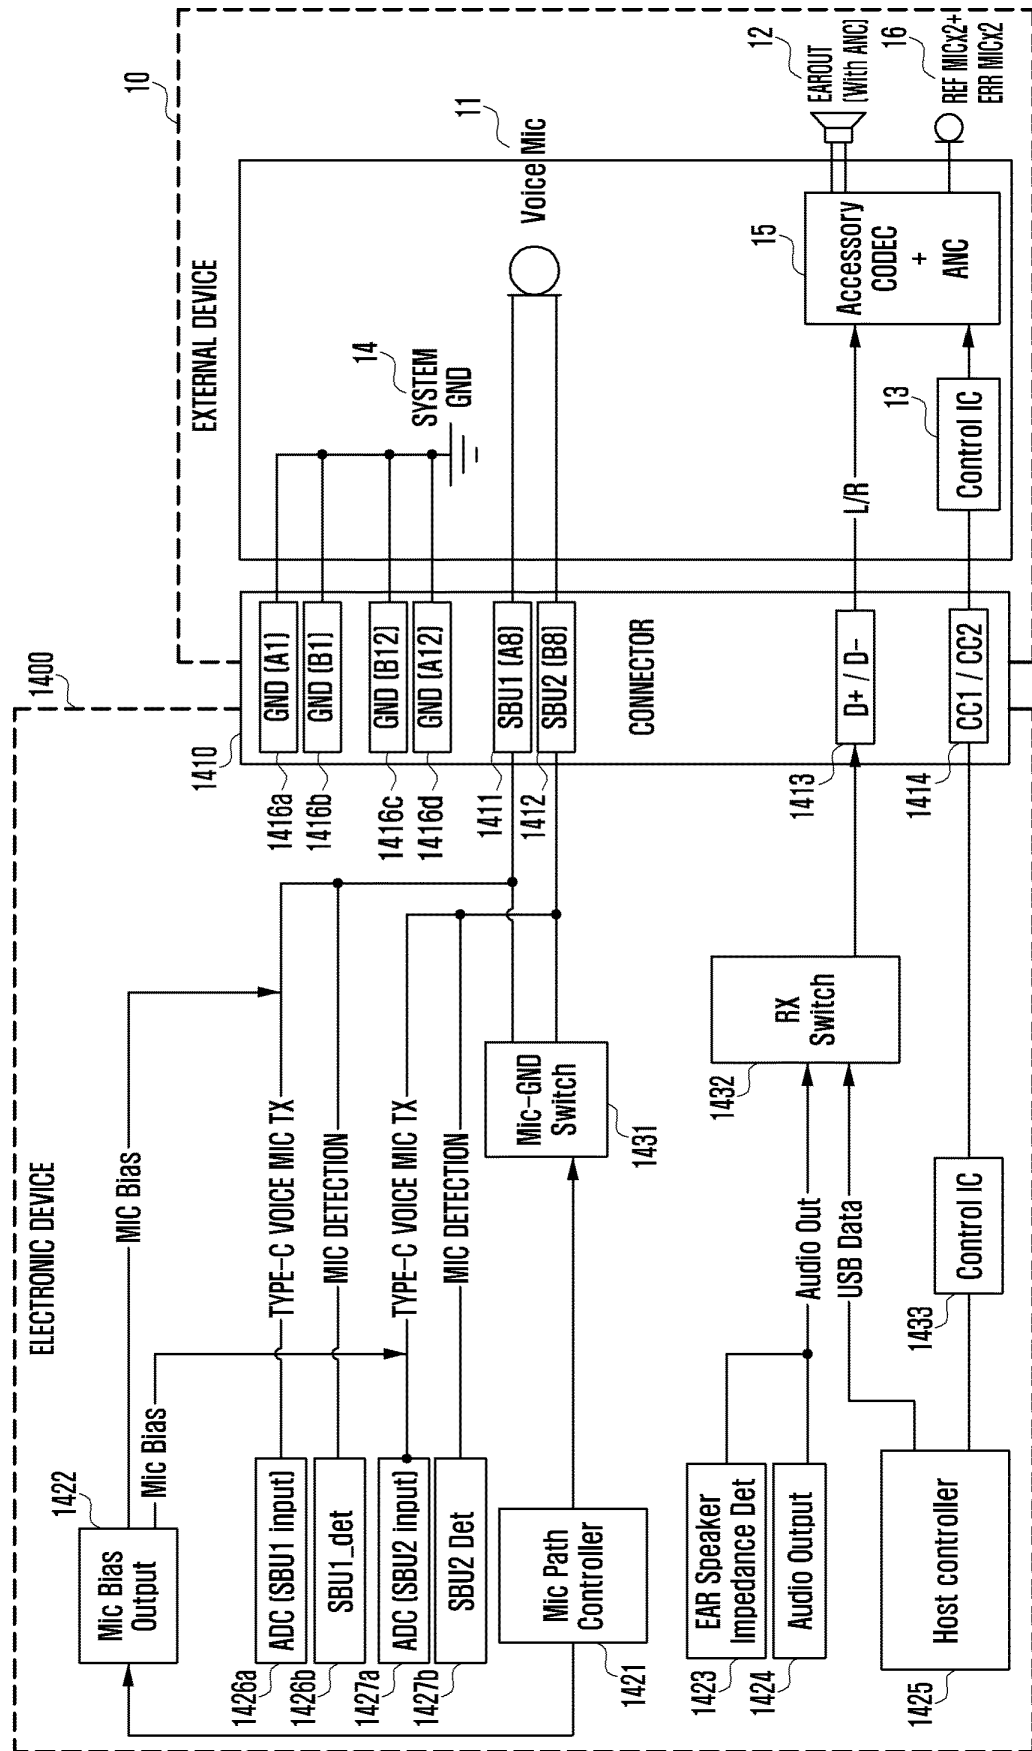 ELECTRONIC DEVICE
1400
EXTERNAL DEVICE
10
1422
Mic Bias
Output
MIC Bias
Mic Bias
1426a
ADC (SBU1 input)
TYPE-C VOICE MIC TX
1426b
SBU1_det
MIC DETECTION
1427a
ADC (SBU2 input)
TYPE-C VOICE MIC TX
1427b
SBU2 Det
MIC DETECTION
1421
Mic Path
Controller
Mic-GND
Switch
1431
1423
EAR Speaker
Impedance Det
1424
Audio Output
Audio Out
USB Data
1432
RX
Switch
1425
Host controller
1433
Control IC
1410
CONNECTOR
1416a
GND (A1)
1416b
GND (B1)
1416c
GND (B12)
1416d
GND (A12)
1411
SBU1 (A8)
1412
SBU2 (B8)
1413
D+ / D-
1414
CC1 / CC2
14
SYSTEM
GND
11
Voice Mic
L/R
13
Control IC
15
Accessory
CODEC
+
ANC
12
EAROUT
(With ANC)
16
REF MICx2+
ERR MICx2